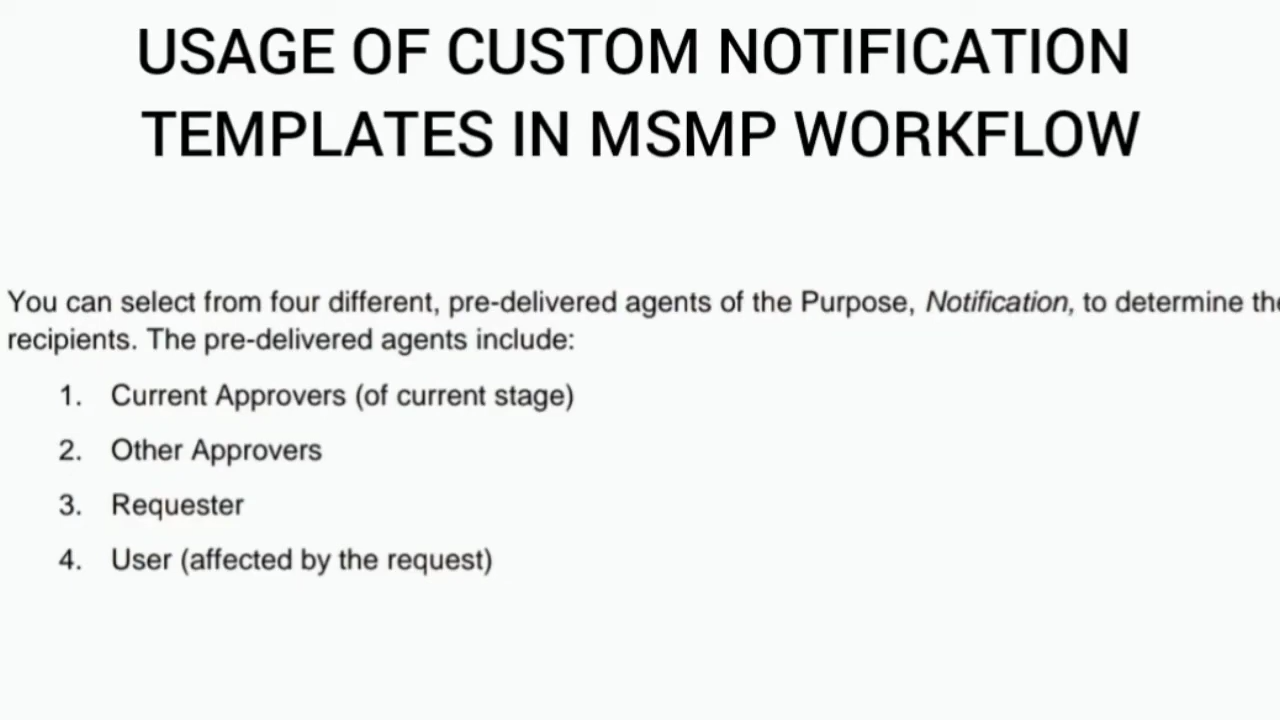 USAGE OF CUSTOM NOTIFICATION
TEMPLATES IN MSMP WORKFLOW
You can select from four different, pre-delivered agents of the Purpose, Notification, to determine
recipients. The pre-delivered agents include:
1. Current Approvers (of current stage)
2. Other Approvers
3. Requester
4. User (affected by the request)